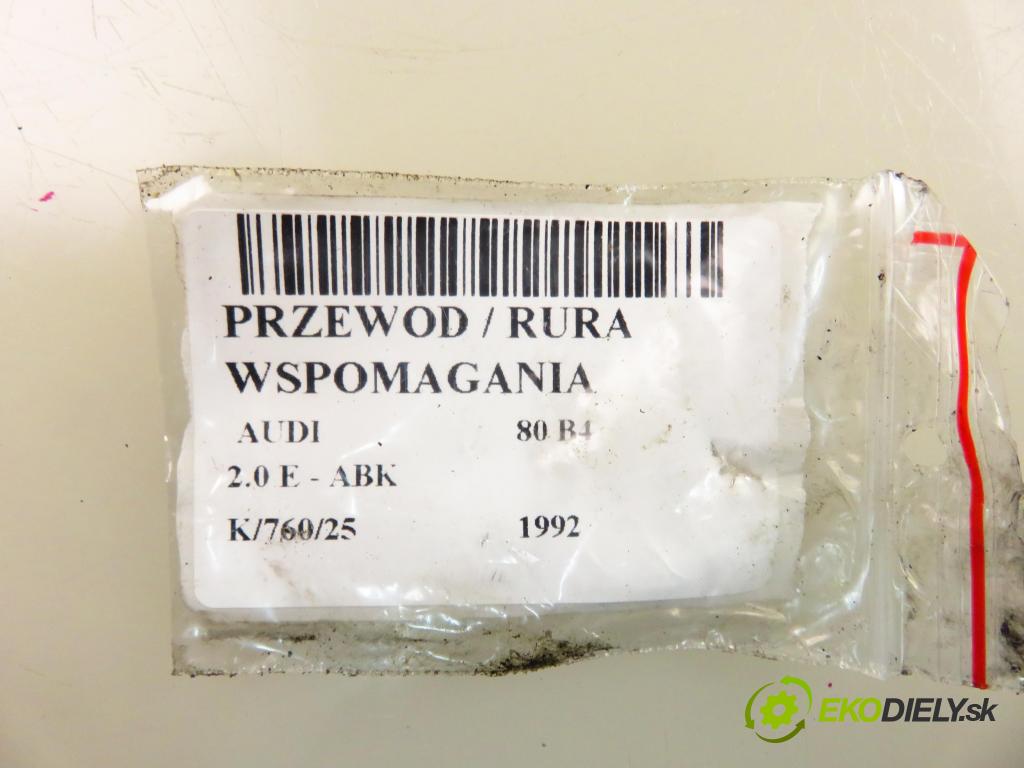 PRZEWOD / RURA
WSPOMAGANIA
AUDI 80 B4
2.0 E - ABK
K/760/25 1992
EKODIELY.sk